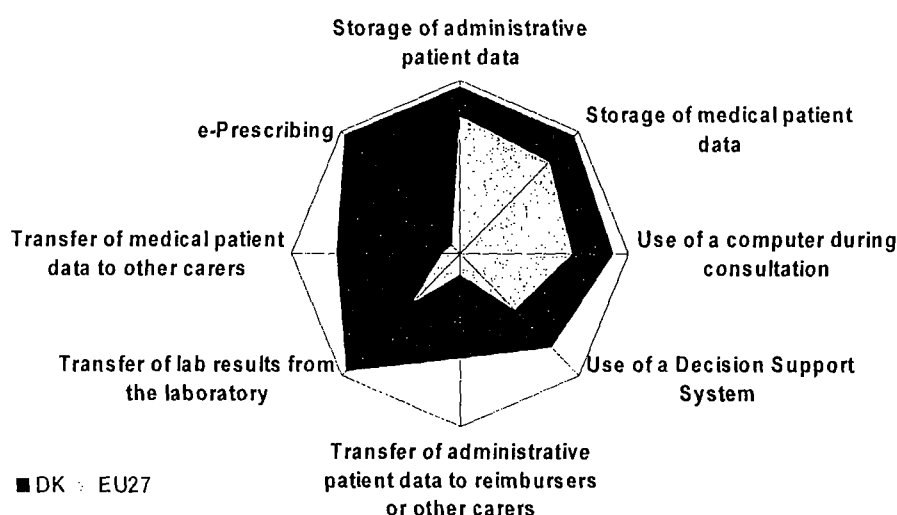 Storage of administrative
patient data
Storage of medical patient
data
e-Prescribing
Use of a computer during
consultation
Transfer of medical patient
data to other carers
Use of a Decision Support
System
Transfer of lab results from
the laboratory
Transfer of administrative
patient data to reimbursers
or other carers
DK EU27